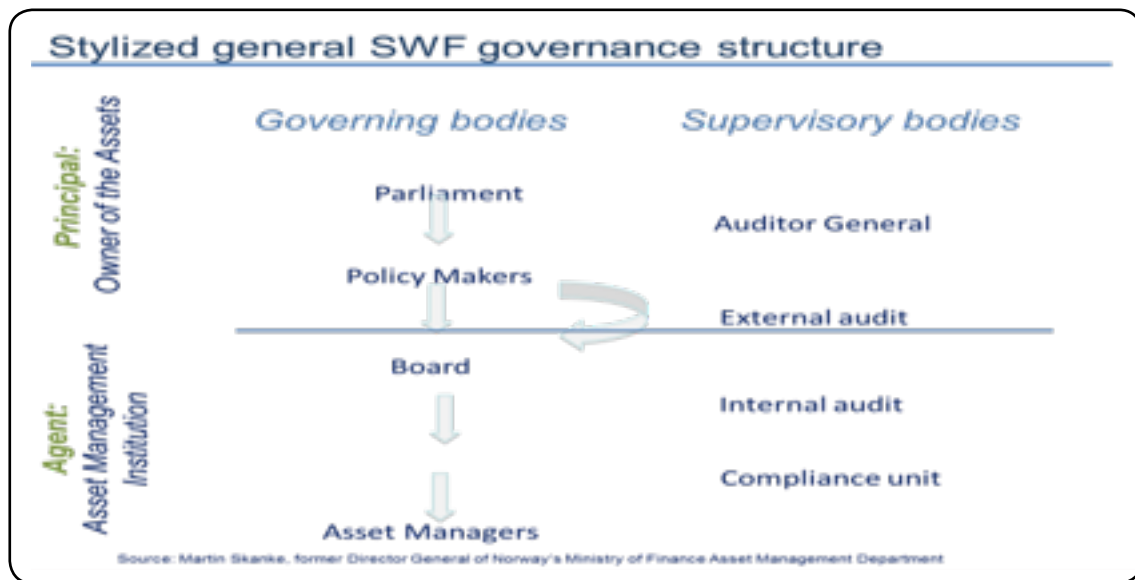 Stylized general SWF governance structure
Governing bodies
Supervisory bodies
Principal:
Owner of the Assets
Parliament
Auditor General
Policy Makers
External audit
Agent:
Asset Management
Institution
Board
Internal audit
Compliance unit
Asset Managers
Source: Martin Skanke, former Director General of Norway's Ministry of Finance Asset Management Department